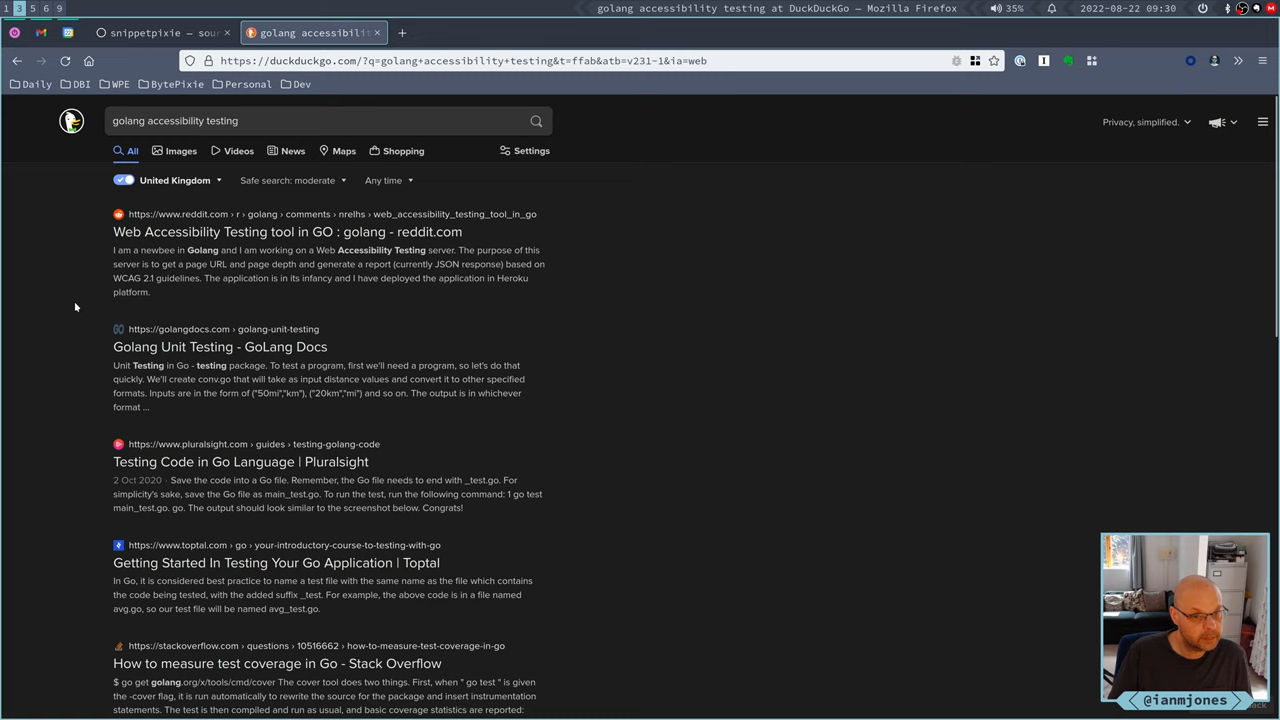 1 3 5 6 9
golang accessibility testing at DuckDuckGo — Mozilla Firefox
35%
2022-08-22 09:30
snippetpixie — sour
golang accessibilit
https://duckduckgo.com/?q=golang+accessibility+testing&t=ffab&atb=v231-1&ia=web
Daily DBI WPE BytePixie Personal Dev
golang accessibility testing
Privacy, simplified.
All Images Videos News Maps Shopping Settings
United Kingdom Safe search: moderate Any time
https://www.reddit.com › r › golang › comments › nrelhs › web_accessibility_testing_tool_in_go
Web Accessibility Testing tool in GO : golang - reddit.com
I am a newbee in Golang and I am working on a Web Accessibility Testing server. The purpose of this
server is to get a page URL and page depth and generate a report (currently JSON response) based on
WCAG 2.1 guidelines. The application is in its infancy and I have deployed the application in Heroku
platform.
https://golangdocs.com › golang-unit-testing
Golang Unit Testing - GoLang Docs
Unit Testing in Go - testing package. To test a program, first we'll need a program, so let's do that
quickly. We'll create conv.go that will take as input distance values and convert it to other specified
formats. Inputs are in the form of ("50mi","km"), ("20km","mi") and so on. The output is in whichever
format ...
https://www.pluralsight.com › guides › testing-golang-code
Testing Code in Go Language | Pluralsight
2 Oct 2020 · Save the code into a Go file. Remember, the Go file needs to end with _test.go. For
simplicity's sake, save the Go file as main_test.go. To run the test, run the following command: 1 go test
main_test.go. go. The output should look similar to the screenshot below. Congrats!
https://www.toptal.com › go › your-introductory-course-to-testing-with-go
Getting Started In Testing Your Go Application | Toptal
In Go, it is considered best practice to name a test file with the same name as the file which contains
the code being tested, with the added suffix _test. For example, the above code is in a file named
avg.go, so our test file will be named avg_test.go.
https://stackoverflow.com › questions › 10516662 › how-to-measure-test-coverage-in-go
How to measure test coverage in Go - Stack Overflow
$ go get golang.org/x/tools/cmd/cover The cover tool does two things. First, when " go test " is given
the -cover flag, it is run automatically to rewrite the source for the package and insert instrumentation
statements. The test is then compiled and run as usual, and basic coverage statistics are reported:
@ianmjones